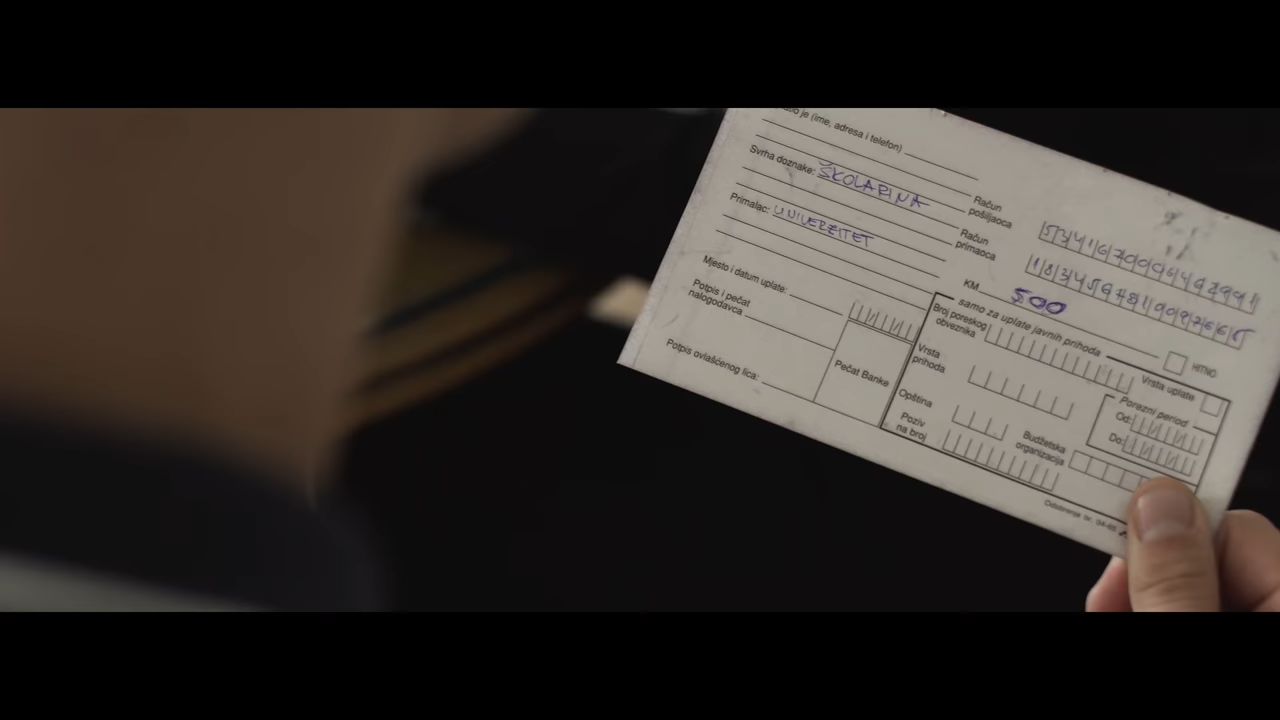 je (ime, adresa i telefon)
Svrha doznake: ŠKOLARINA
Račun
pošiljaoca
Primalac: UNIVERZITET
Račun
primaoca
Mjesto i datum uplate:
KM 500
Potpis i pečat
nalogodavca
samo za uplate javnih prihoda
HITNO
Broj poreskog
obveznika
Vrsta uplate
Potpis ovlašćenog lica:
Pečat Banke
Vrsta
prihoda
Porezni period
Od:
Do:
Opština
Poziv
na broj
Budžetska
organizacija